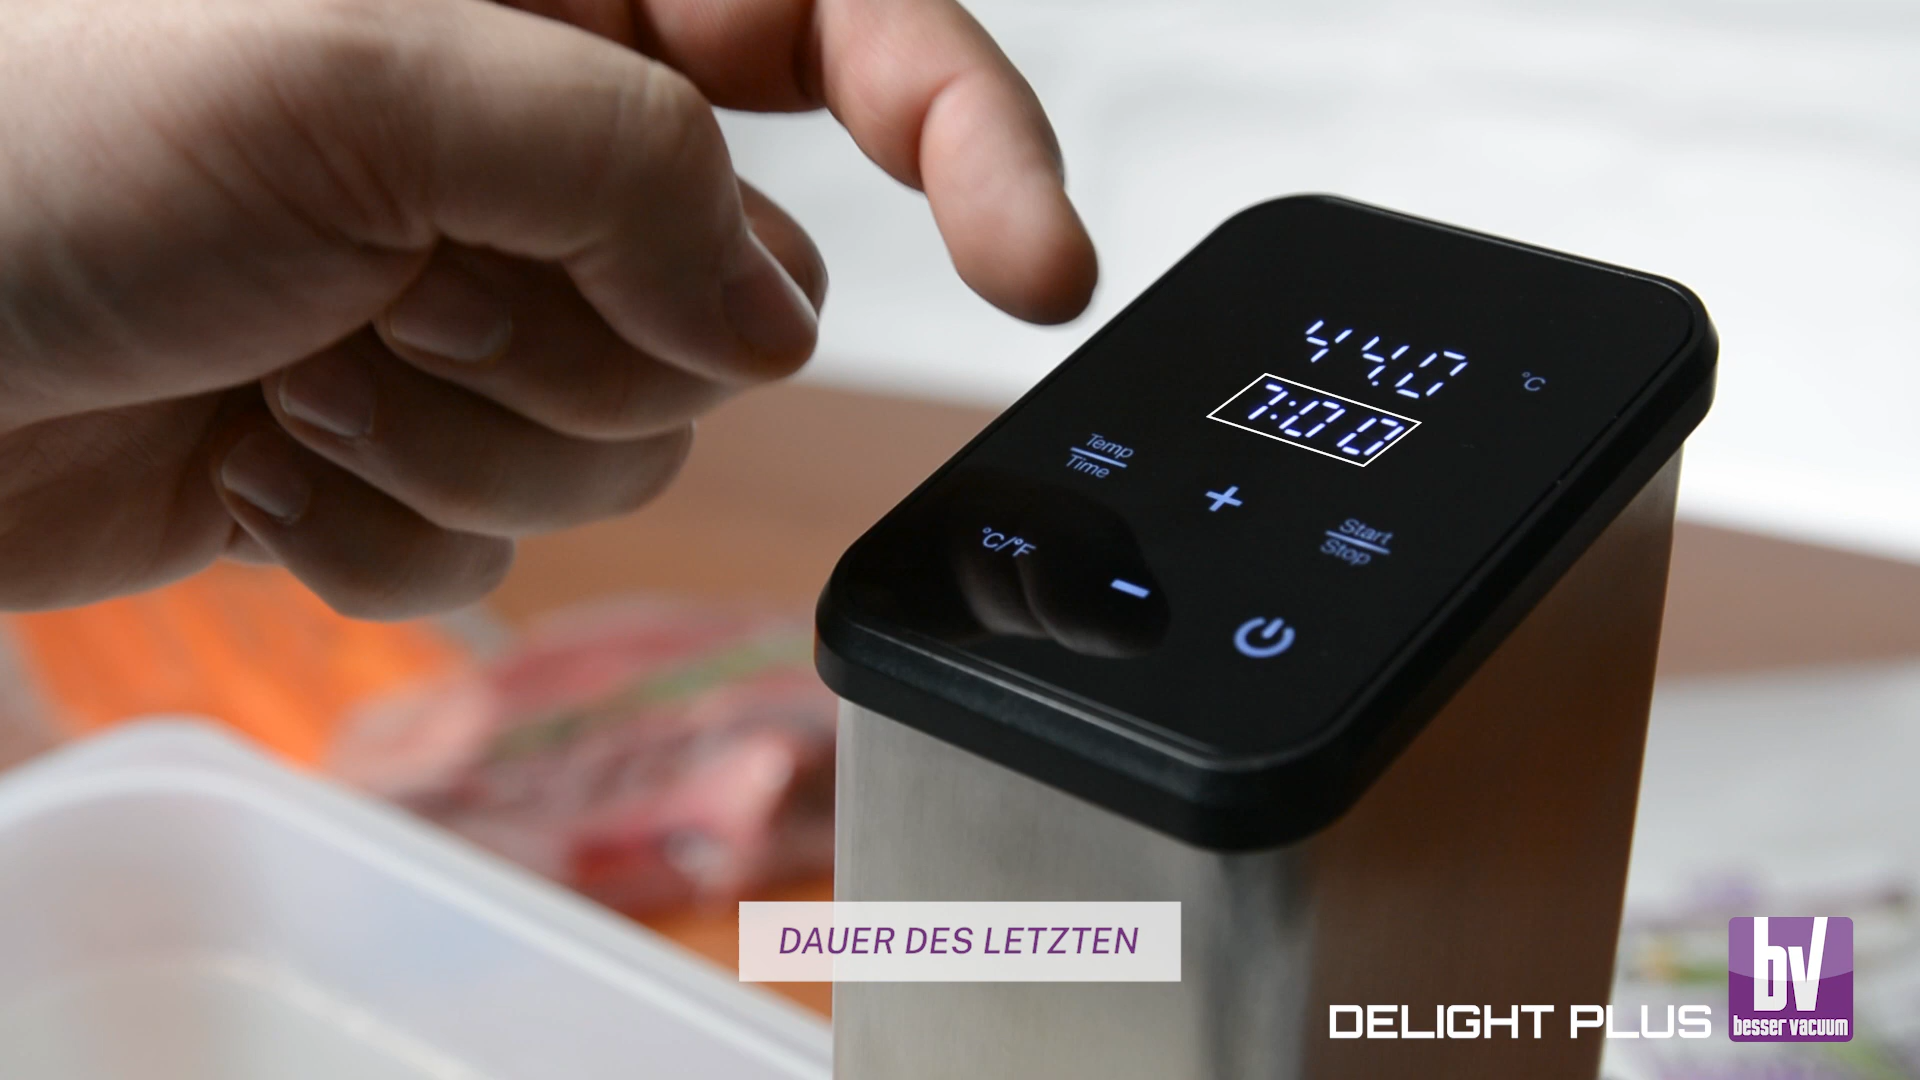 44.0 °C
7:00
Temp
Time
+
Start
Stop
°C/°F
-
DAUER DES LETZTEN
DELIGHT PLUS
bv
besser vacuum